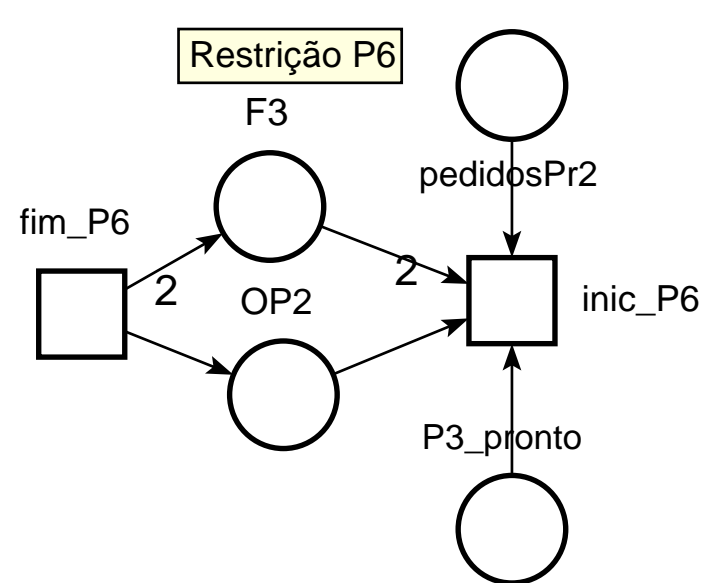 Restrição P6
F3
pedidosPr2
fim_P6
2
2
OP2
inic_P6
P3_pronto